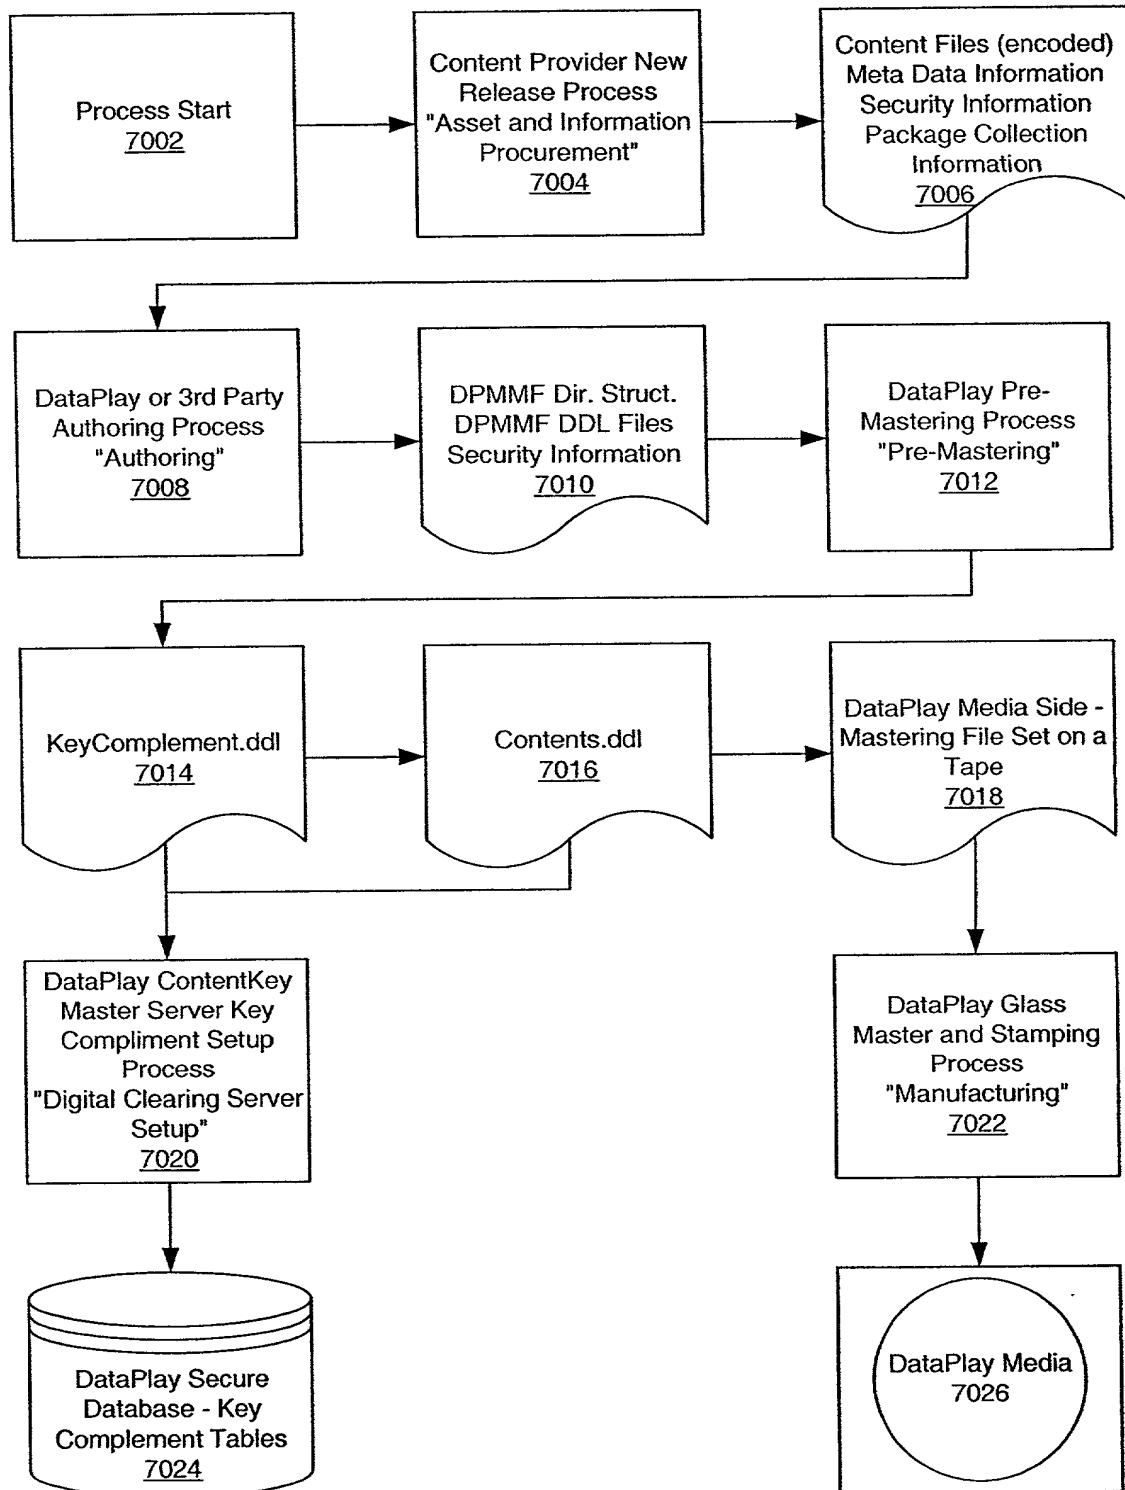 Process Start
7002
Content Provider New
Release Process
"Asset and Information
Procurement"
7004
Content Files (encoded)
Meta Data Information
Security Information
Package Collection
Information
7006
DataPlay or 3rd Party
Authoring Process
"Authoring"
7008
DPMMF Dir. Struct.
DPMMF DDL Files
Security Information
7010
DataPlay Pre-
Mastering Process
"Pre-Mastering"
7012
KeyComplement.ddl
7014
Contents.ddl
7016
DataPlay Media Side -
Mastering File Set on a
Tape
7018
DataPlay ContentKey
Master Server Key
Compliment Setup
Process
"Digital Clearing Server
Setup"
7020
DataPlay Glass
Master and Stamping
Process
"Manufacturing"
7022
DataPlay Secure
Database - Key
Complement Tables
7024
DataPlay Media
7026